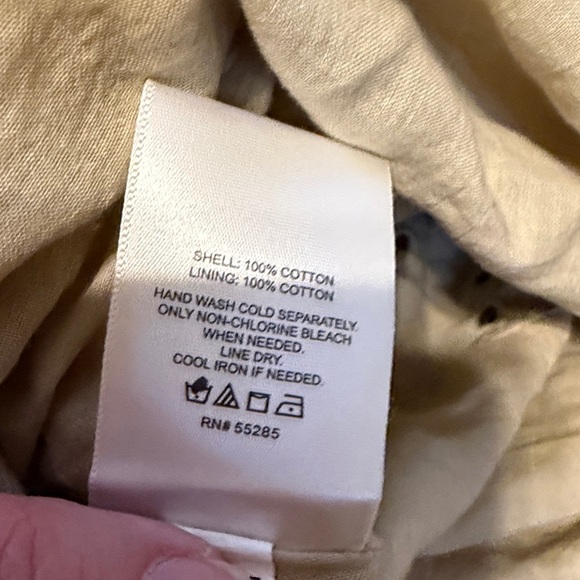 SHELL: 100% COTTON
LINING: 100% COTTON
HAND WASH COLD SEPARATELY.
ONLY NON-CHLORINE BLEACH
WHEN NEEDED.
LINE DRY.
COOL IRON IF NEEDED.
RN# 55285